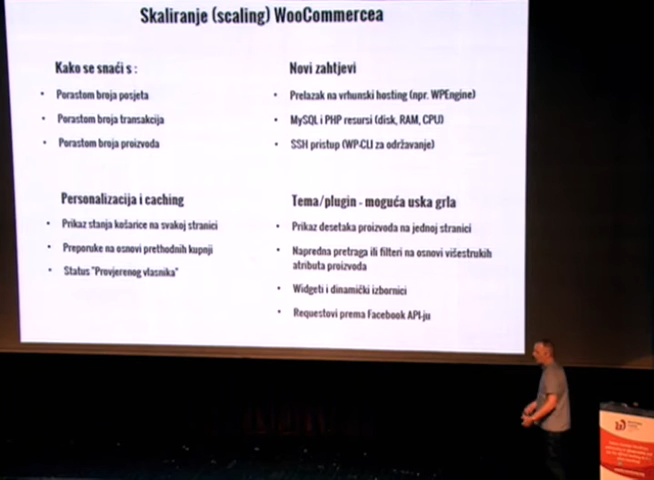 Skaliranje (scaling) WooCommercea
Kako se snaći s :
• Porastom broja posjeta
• Porastom broja transakcija
• Porastom broja proizvoda
Novi zahtjevi
• Prelazak na vrhunski hosting (npr. WPEngine)
• MySQL i PHP resursi (disk, RAM, CPU)
• SSH pristup (WP-CLI za održavanje)
Personalizacija i caching
• Prikaz stanja košarice na svakoj stranici
• Preporuke na osnovi prethodnih kupnji
• Status "Provjerenog vlasnika"
Tema/plugin - moguća uska grla
• Prikaz desetaka proizvoda na jednoj stranici
• Napredna pretraga ili filteri na osnovi višestrukih
atributa proizvoda
• Widgeti i dinamički izbornici
• Requestovi prema Facebook API-ju